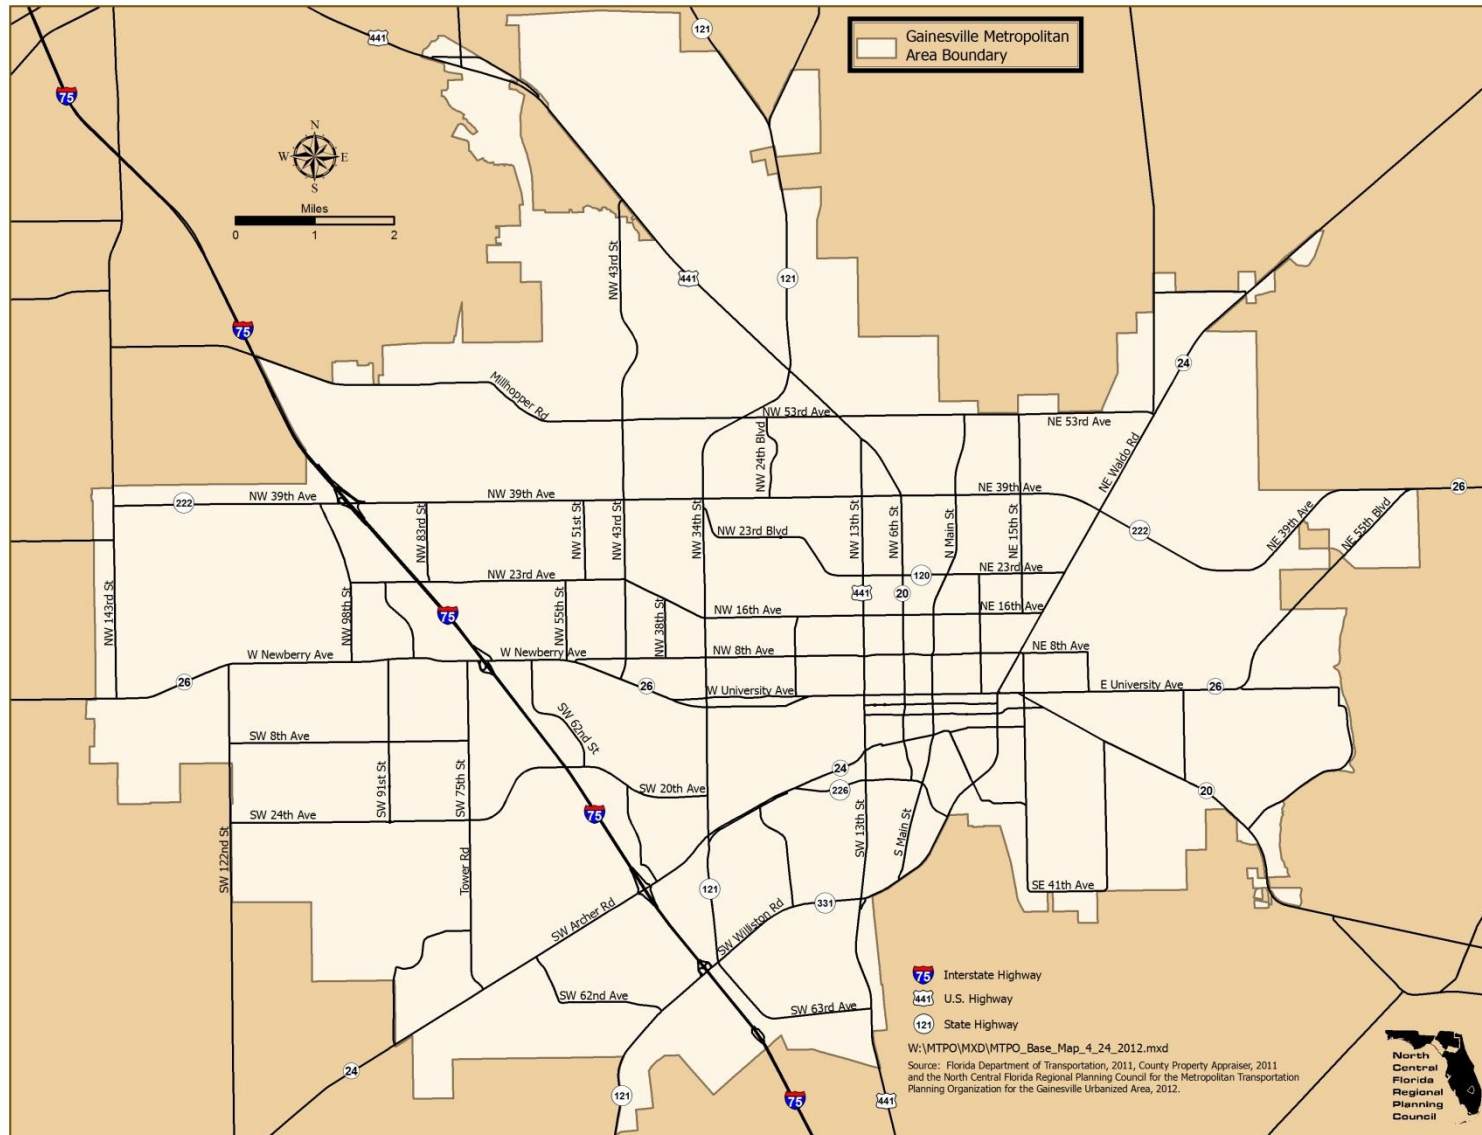 441
121
Gainesville Metropolitan
Area Boundary
75
N
W E
S
Miles
0 1 2
NW 43rd St
441
121
75
24
Millhopper Rd
NW 53rd Ave
NE 53rd Ave
NW 24th Blvd
NE Waldo Rd
222
NW 39th Ave
NW 39th Ave
NE 39th Ave
26
NW 83rd St
NW 51st St
NW 43rd St
NW 34th St
NW 23rd Blvd
NW 13th St
NW 6th St
N Main St
NE 15th St
222
NE 39th Ave
NE 55th Blvd
NW 143rd St
NW 98th St
NW 23rd Ave
120
NE 23rd Ave
75
NW 55th St
NW 38th St
441
20
NW 16th Ave
NE 16th Ave
W Newberry Ave
W Newberry Ave
NW 8th Ave
NE 8th Ave
26
26
W University Ave
E University Ave
26
SW 62nd St
SW 8th Ave
SW 91st St
SW 75th St
24
SW 20th Ave
226
20
75
SW 24th Ave
SW 13th St
S Main St
SW 122nd St
Tower Rd
121
SE 41th Ave
331
SW Archer Rd
SW Williston Rd
SW 62nd Ave
SW 63rd Ave
24
121
75
441
75 Interstate Highway
441 U.S. Highway
121 State Highway
W:\MTPO\MXD\MTPO_Base_Map_4_24_2012.mxd
Source: Florida Department of Transportation, 2011, County Property Appraiser, 2011
and the North Central Florida Regional Planning Council for the Metropolitan Transportation
Planning Organization for the Gainesville Urbanized Area, 2012.
North
Central
Florida
Regional
Planning
Council